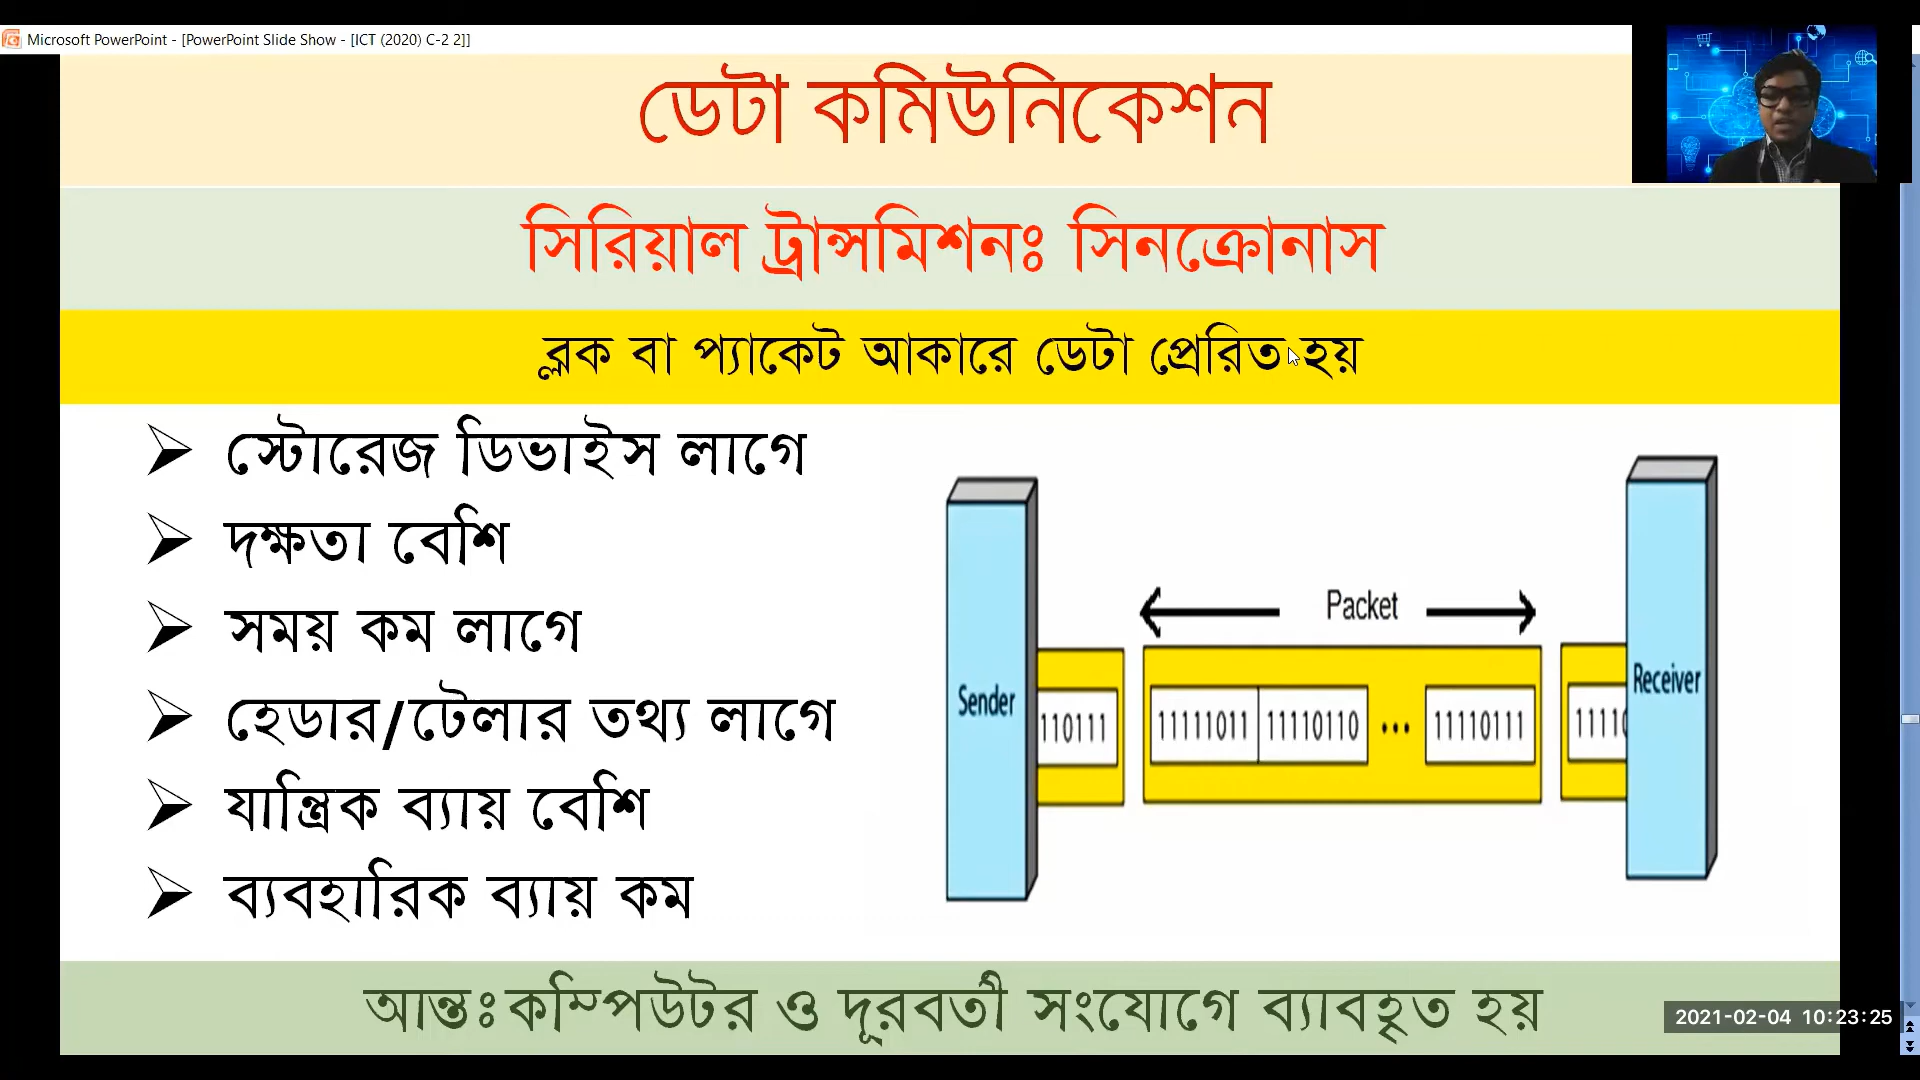 Microsoft PowerPoint - [PowerPoint Slide Show - [ICT (2020) C-2 2]]
ডেটা কমিউনিকেশন
সিরিয়াল ট্রান্সমিশনঃ সিনক্রোনাস
ব্লক বা প্যাকেট আকারে ডেটা প্রেরিত হয়
স্টোরেজ ডিভাইস লাগে
দক্ষতা বেশি
সময় কম লাগে
হেডার/টেলার তথ্য লাগে
যান্ত্রিক ব্যায় বেশি
ব্যবহারিক ব্যায় কম
Packet
Sender
110111
11111011 11110110 ... 11110111
11110
Receiver
আন্তঃকম্পিউটর ও দূরবর্তী সংযোগে ব্যাবহৃত হয়
2021-02-04 10:23:25